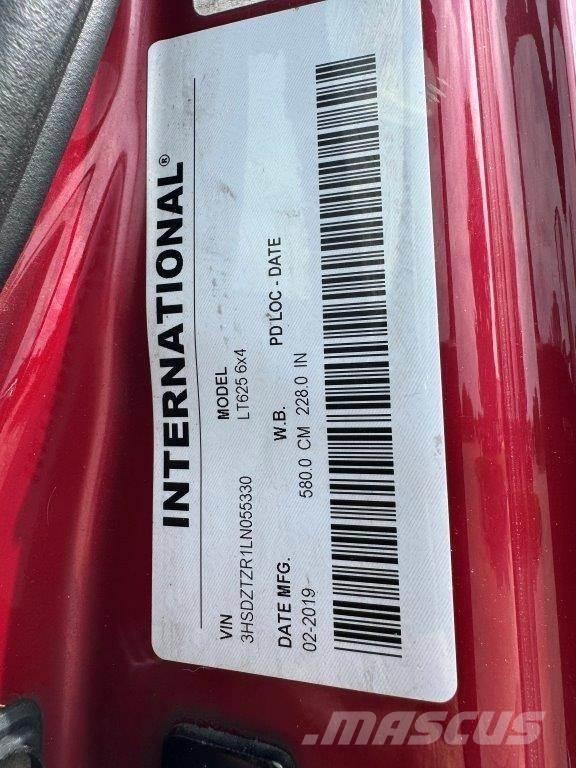 INTERNATIONAL®
VIN MODEL
3HSDZTZR1LN055330 LT625 6x4
DATE MFG. W.B. PD LOC - DATE
02-2019 580.0 CM 228.0 IN
MASCUS